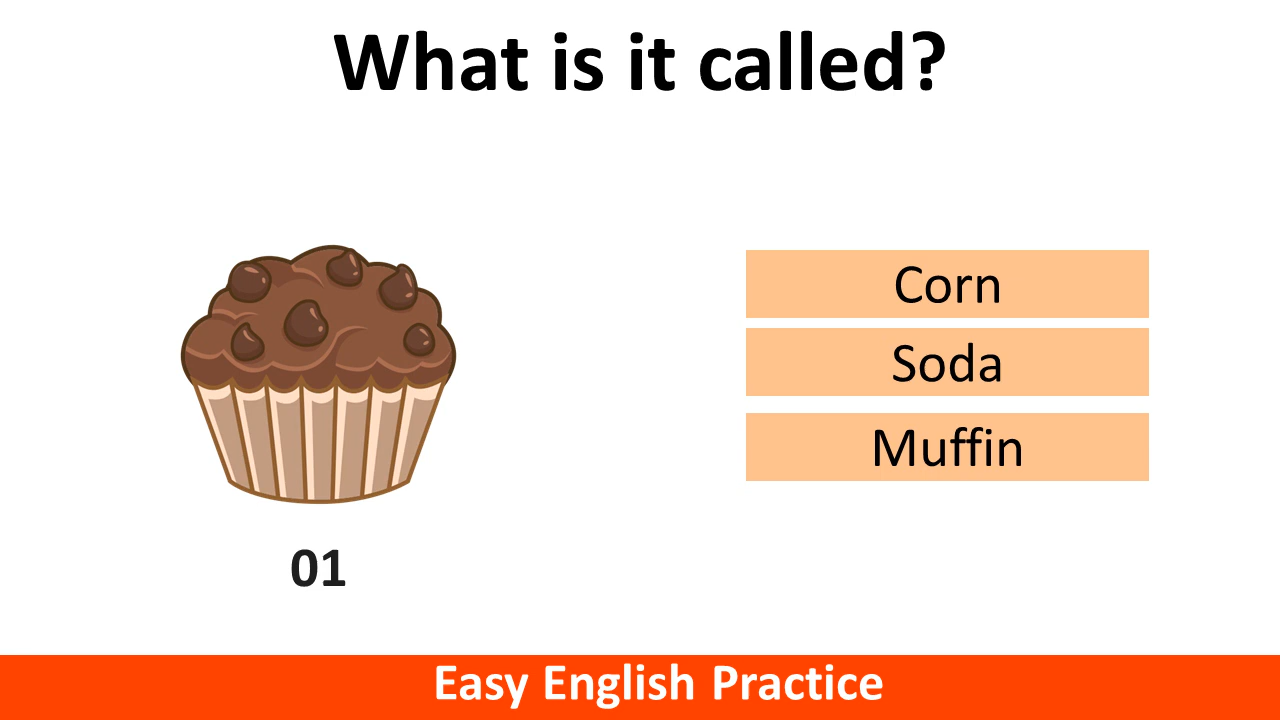 What is it called?
Corn
Soda
Muffin
01
Easy English Practice